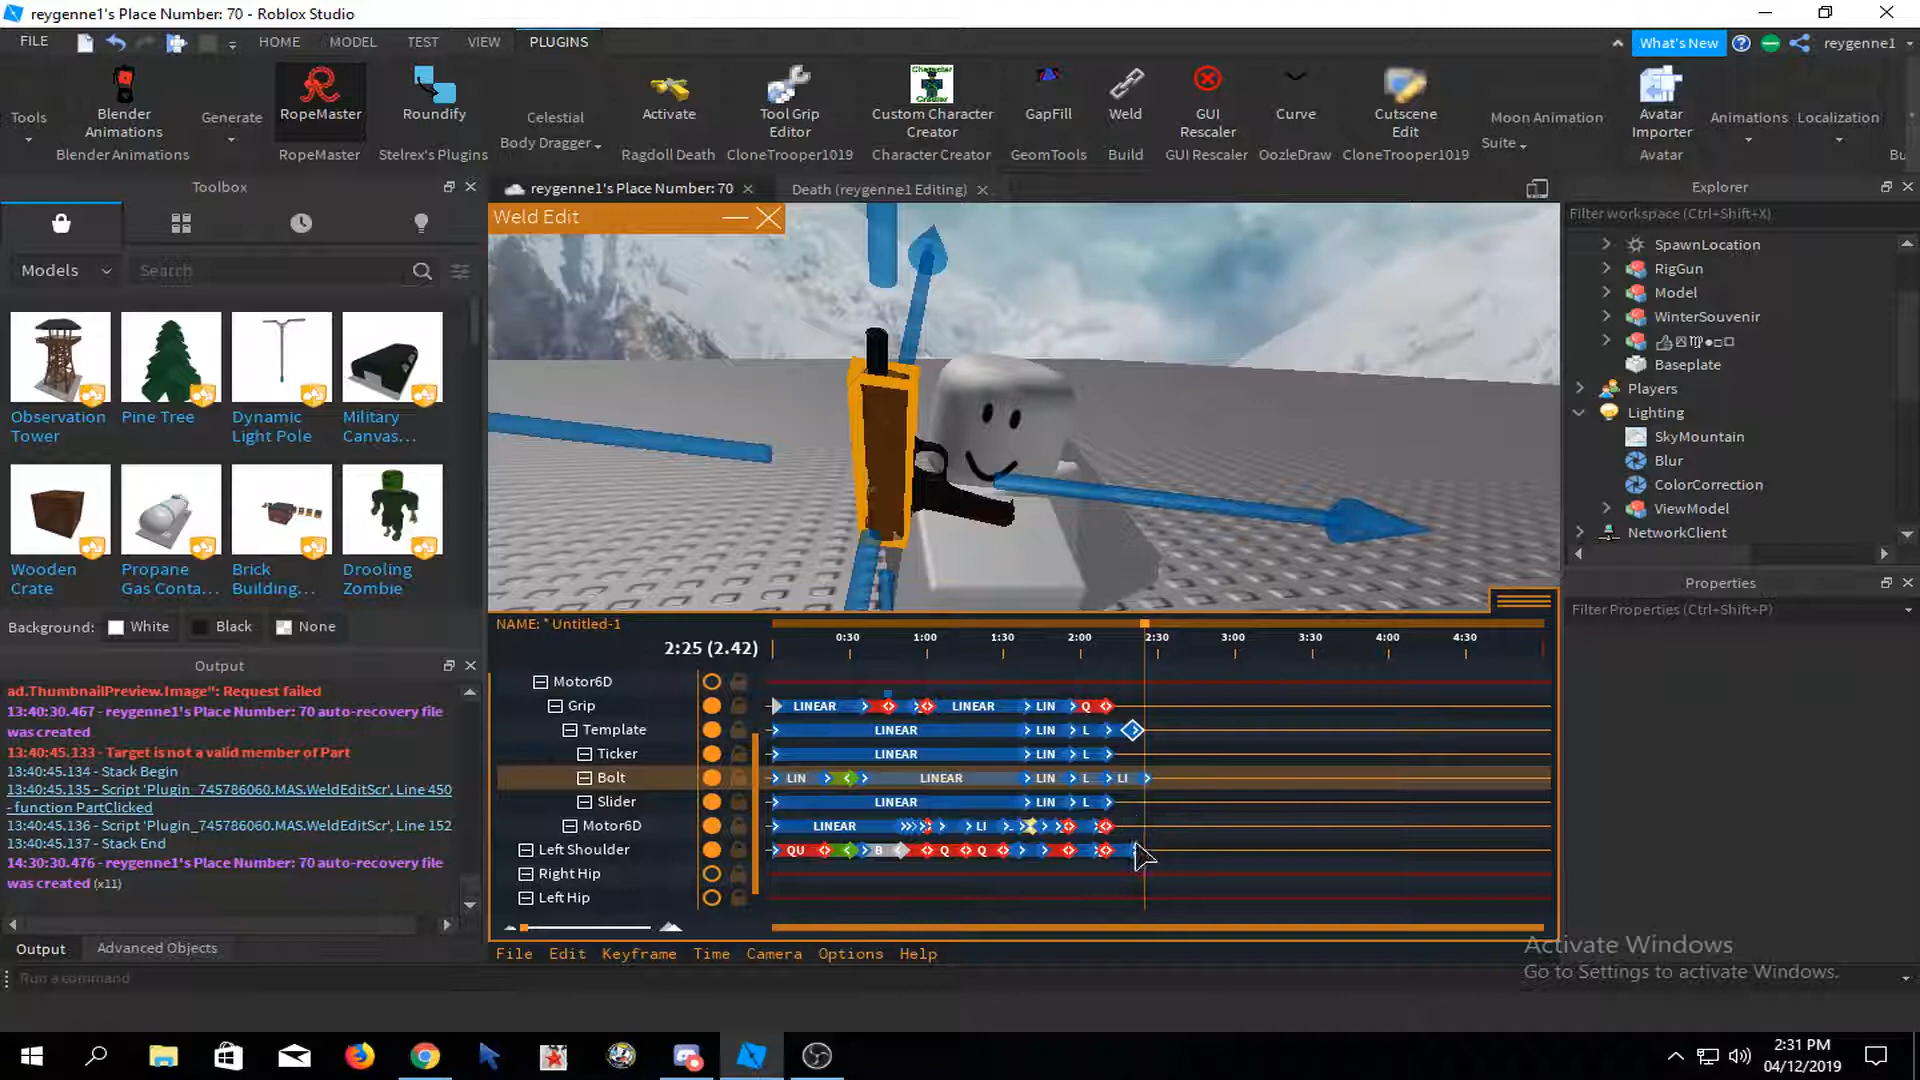 reygenne1's Place Number: 70 - Roblox Studio
FILE
HOME
MODEL
TEST
VIEW
PLUGINS
What's New
reygenne1
Tools
Blender
Animations
Generate
RopeMaster
Roundify
Celestial
Body Dragger
Activate
Tool Grip
Editor
Character
Creator
Custom Character
Creator
GapFill
Weld
GUI
Rescaler
Curve
Cutscene
Edit
Moon Animation
Suite
Avatar
Importer
Animations
Localization
Blender Animations
RopeMaster
Stelrex's Plugins
Ragdoll Death
CloneTrooper1019
Character Creator
GeomTools
Build
GUI Rescaler
OozleDraw
CloneTrooper1019
Avatar
Bu
Toolbox
reygenne1's Place Number: 70
Death (reygenne1 Editing)
Explorer
Weld Edit
Filter workspace (Ctrl+Shift+X)
Models
Search
SpawnLocation
RigGun
Model
WinterSouvenir
Baseplate
Players
Lighting
SkyMountain
Blur
ColorCorrection
ViewModel
NetworkClient
Observation
Tower
Pine Tree
Dynamic
Light Pole
Military
Canvas...
Wooden
Crate
Propane
Gas Conta...
Brick
Building...
Drooling
Zombie
Background:
White
Black
None
Properties
Filter Properties (Ctrl+Shift+P)
Output
ad.ThumbnailPreview.Image": Request failed
13:40:30.467 - reygenne1's Place Number: 70 auto-recovery file
was created
13:40:45.133 - Target is not a valid member of Part
13:40:45.134 - Stack Begin
13:40:45.135 - Script 'Plugin_745786060.MAS.WeldEditScr', Line 450
- function PartClicked
13:40:45.136 - Script 'Plugin_745786060.MAS.WeldEditScr', Line 152
13:40:45.137 - Stack End
14:30:30.476 - reygenne1's Place Number: 70 auto-recovery file
was created (x11)
Output
Advanced Objects
Run a command
NAME: * Untitled-1
2:25 (2.42)
0:30
1:00
1:30
2:00
2:30
3:00
3:30
4:00
4:30
Motor6D
Grip
LINEAR
LINEAR
LIN
Q
Template
LINEAR
LIN
L
Ticker
LINEAR
LIN
L
Bolt
LIN
LINEAR
LIN
L
LI
Slider
LINEAR
LIN
L
Motor6D
LINEAR
LI
Left Shoulder
QU
B
Q
Q
Right Hip
Left Hip
File
Edit
Keyframe
Time
Camera
Options
Help
Activate Windows
Go to Settings to activate Windows.
2:31 PM
04/12/2019